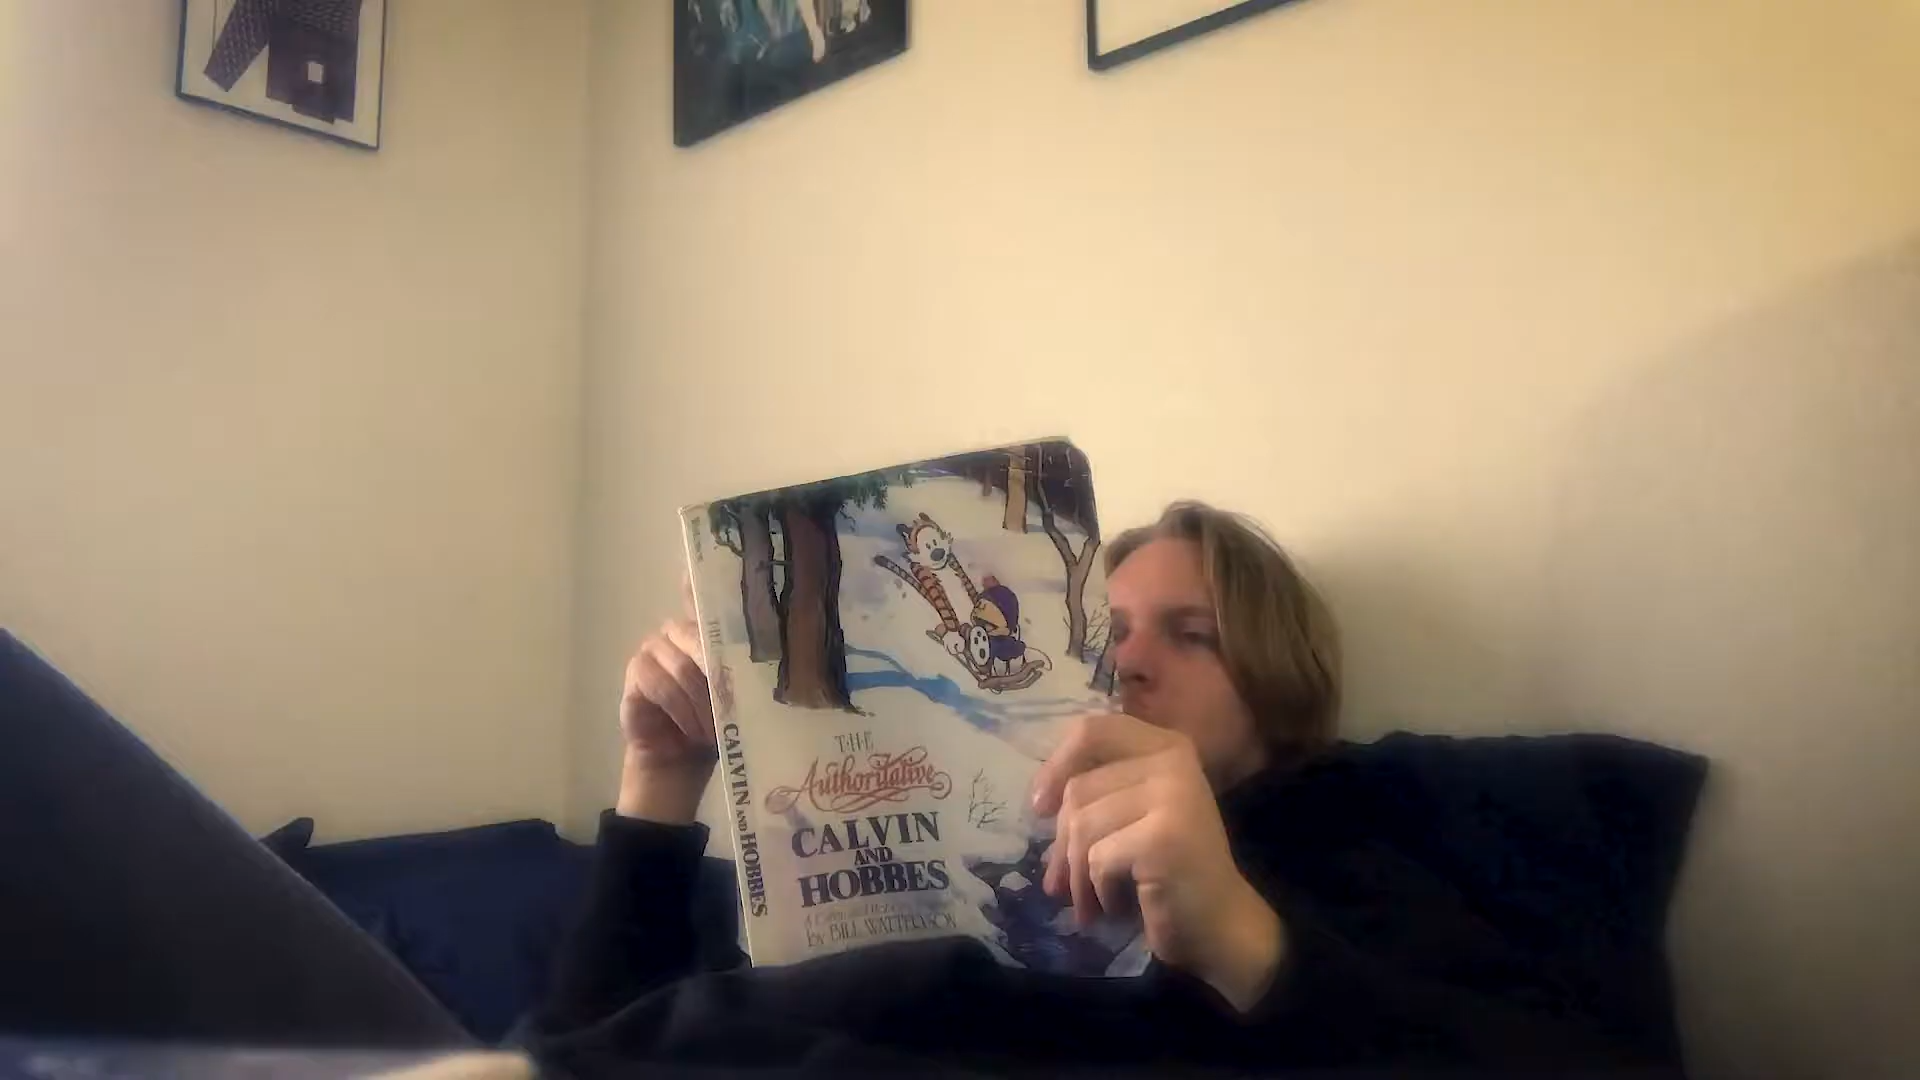 T·H·E
Authoritative
CALVIN
AND
HOBBES
by BILL WATTERSON
THE
CALVIN AND HOBBES